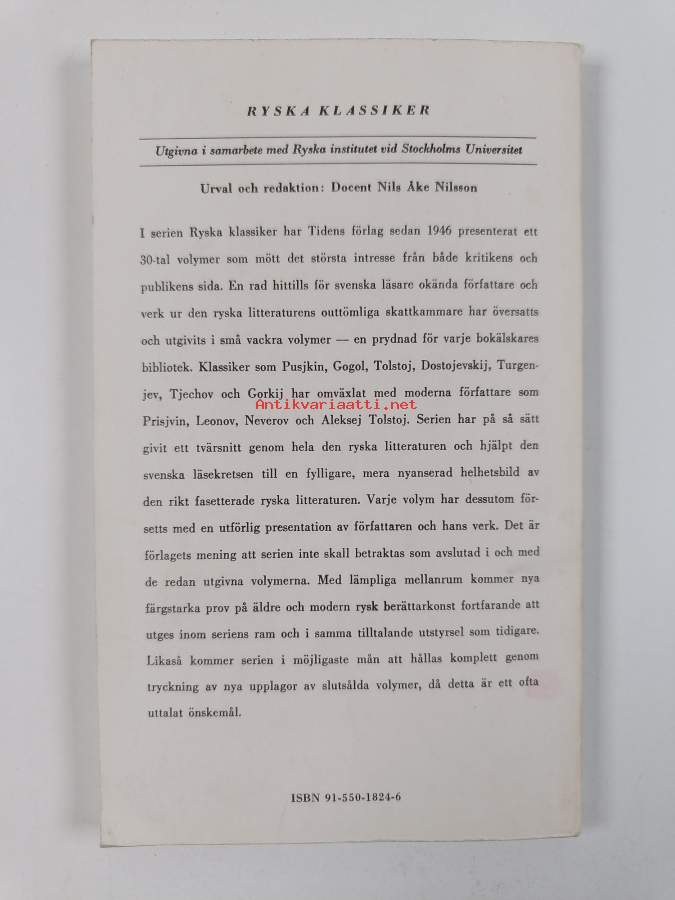 RYSKA KLASSIKER
Utgivna i samarbete med Ryska institutet vid Stockholms Universitet
Urval och redaktion: Docent Nils Åke Nilsson
I serien Ryska klassiker har Tidens förlag sedan 1946 presenterat ett
30-tal volymer som mött det största intresse från både kritikens och
publikens sida. En rad hittills för svenska läsare okända författare och
verk ur den ryska litteraturens outtömliga skattkammare har översatts
och utgivits i små vackra volymer — en prydnad för varje bokälskares
bibliotek. Klassiker som Pusjkin, Gogol, Tolstoj, Dostojevskij, Turgen-
jev, Tjechov och Gorkij har omväxlat med moderna författare som
Antikvariaatti.net
Prisjvin, Leonov, Neverov och Aleksej Tolstoj. Serien har på så sätt
givit ett tvärsnitt genom hela den ryska litteraturen och hjälpt den
svenska läsekretsen till en fylligare, mera nyanserad helhetsbild av
den rikt fasetterade ryska litteraturen. Varje volym har dessutom för-
setts med en utförlig presentation av författaren och hans verk. Det är
förlagets mening att serien inte skall betraktas som avslutad i och med
de redan utgivna volymerna. Med lämpliga mellanrum kommer nya
färgstarka prov på äldre och modern rysk berättarkonst fortfarande att
utges inom seriens ram och i samma tilltalande utstyrsel som tidigare.
Likaså kommer serien i möjligaste mån att hållas komplett genom
tryckning av nya upplagor av slutsålda volymer, då detta är ett ofta
uttalat önskemål.
ISBN 91-550-1824-6